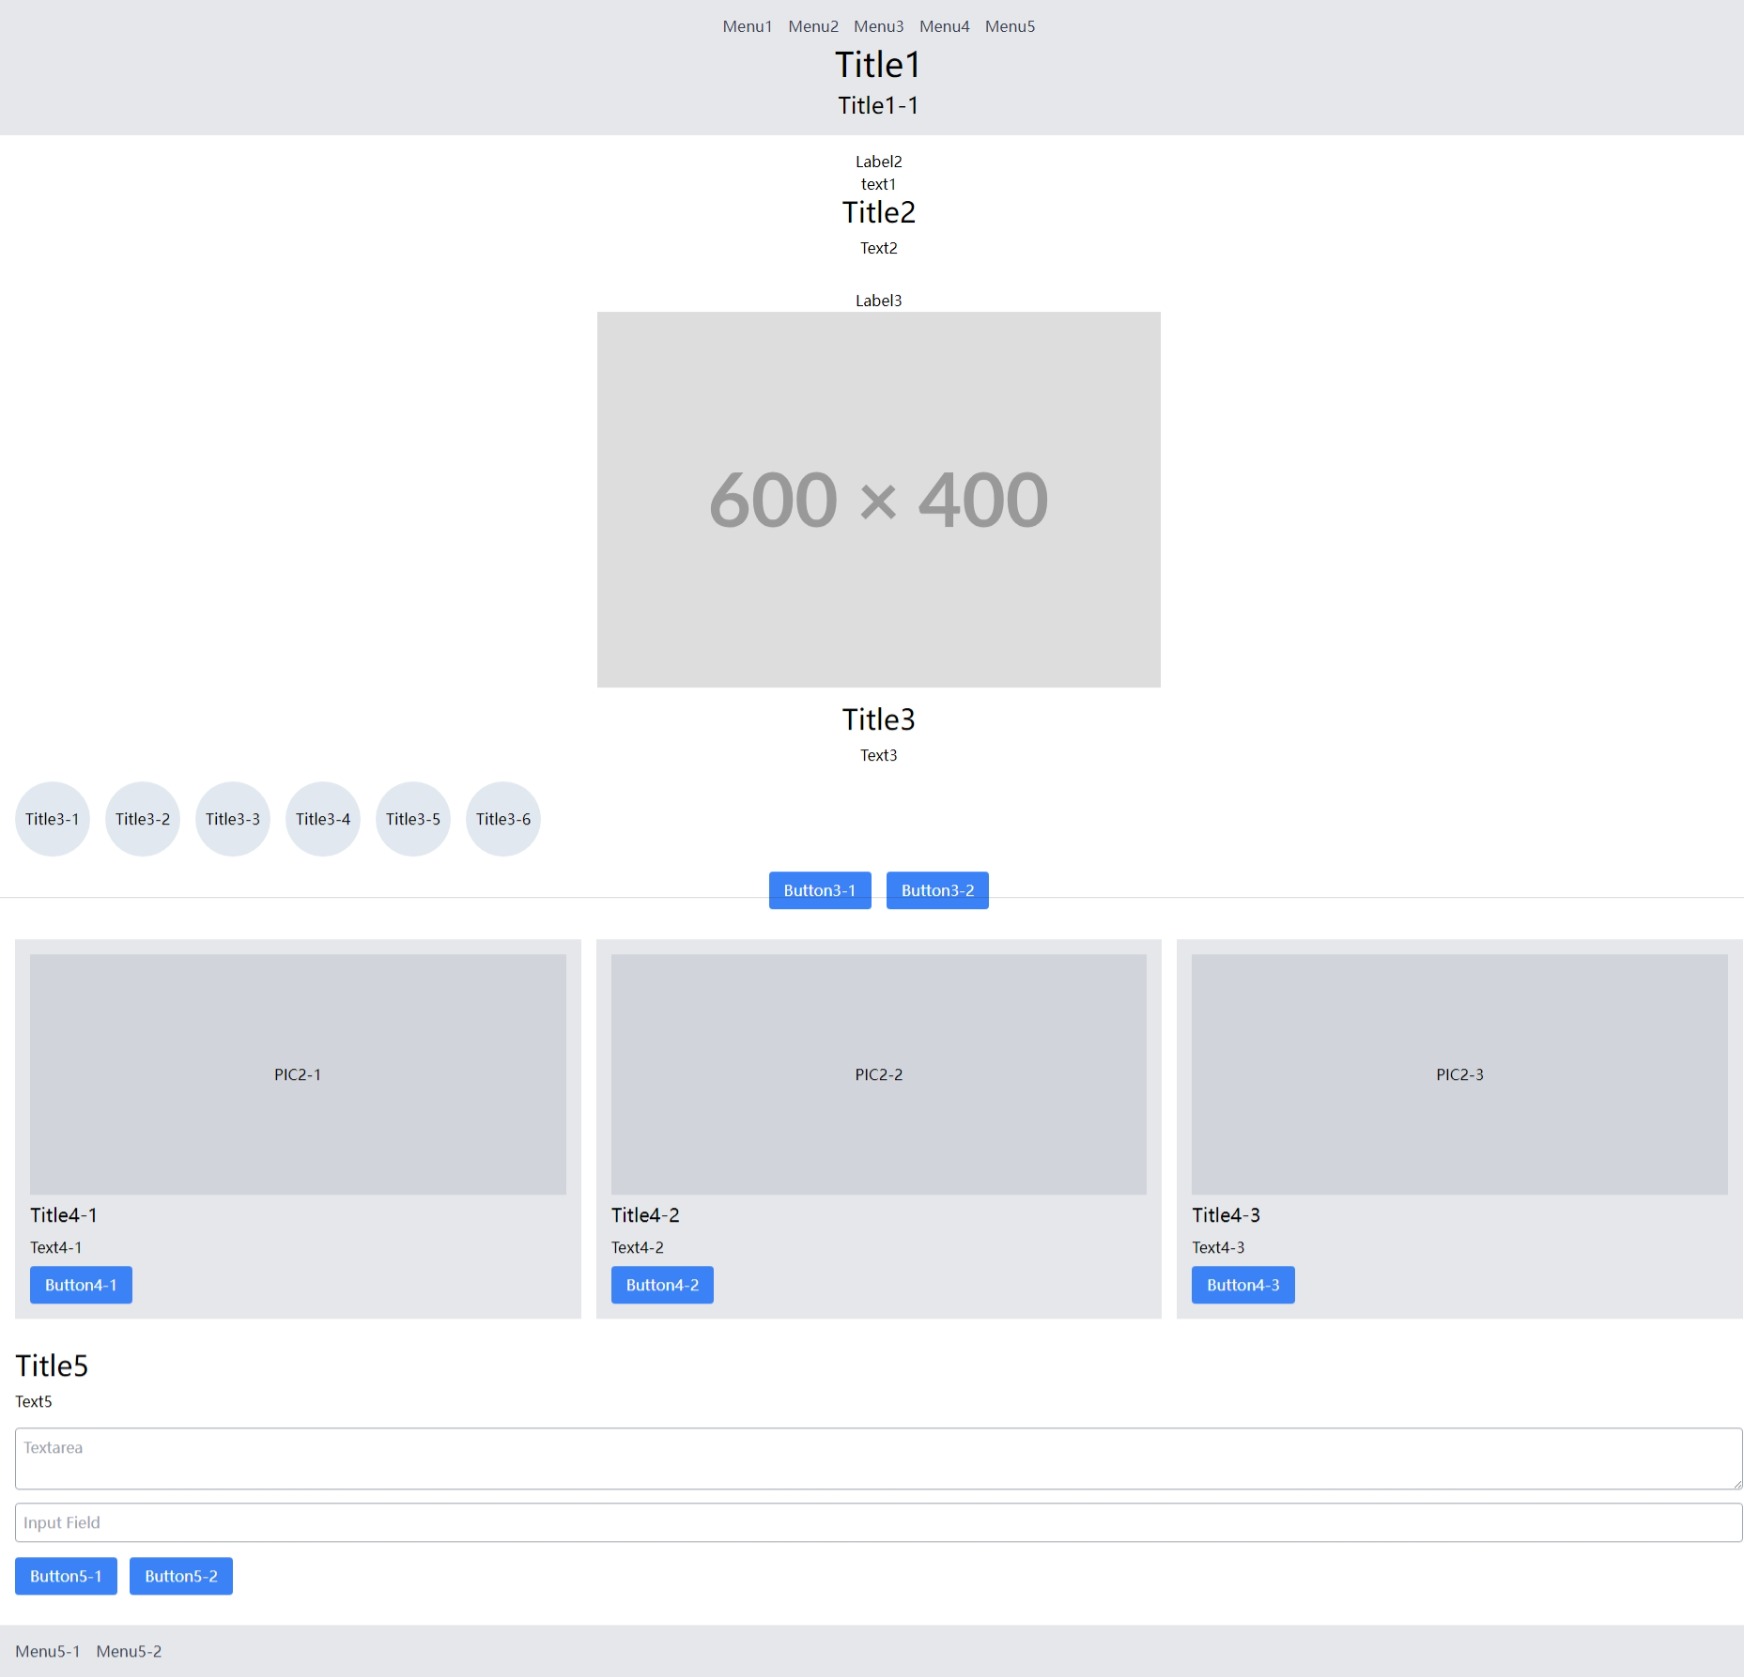 Menu1 Menu2 Menu3 Menu4 Menu5
Title1
Title1-1
Label2
text1
Title2
Text2
Label3
600 × 400
Title3
Text3
Title3-1 Title3-2 Title3-3 Title3-4 Title3-5 Title3-6
Button3-1 Button3-2
PIC2-1 PIC2-2 PIC2-3
Title4-1 Title4-2 Title4-3
Text4-1 Text4-2 Text4-3
Button4-1 Button4-2 Button4-3
Title5
Text5
Textarea
Input Field
Button5-1 Button5-2
Menu5-1 Menu5-2